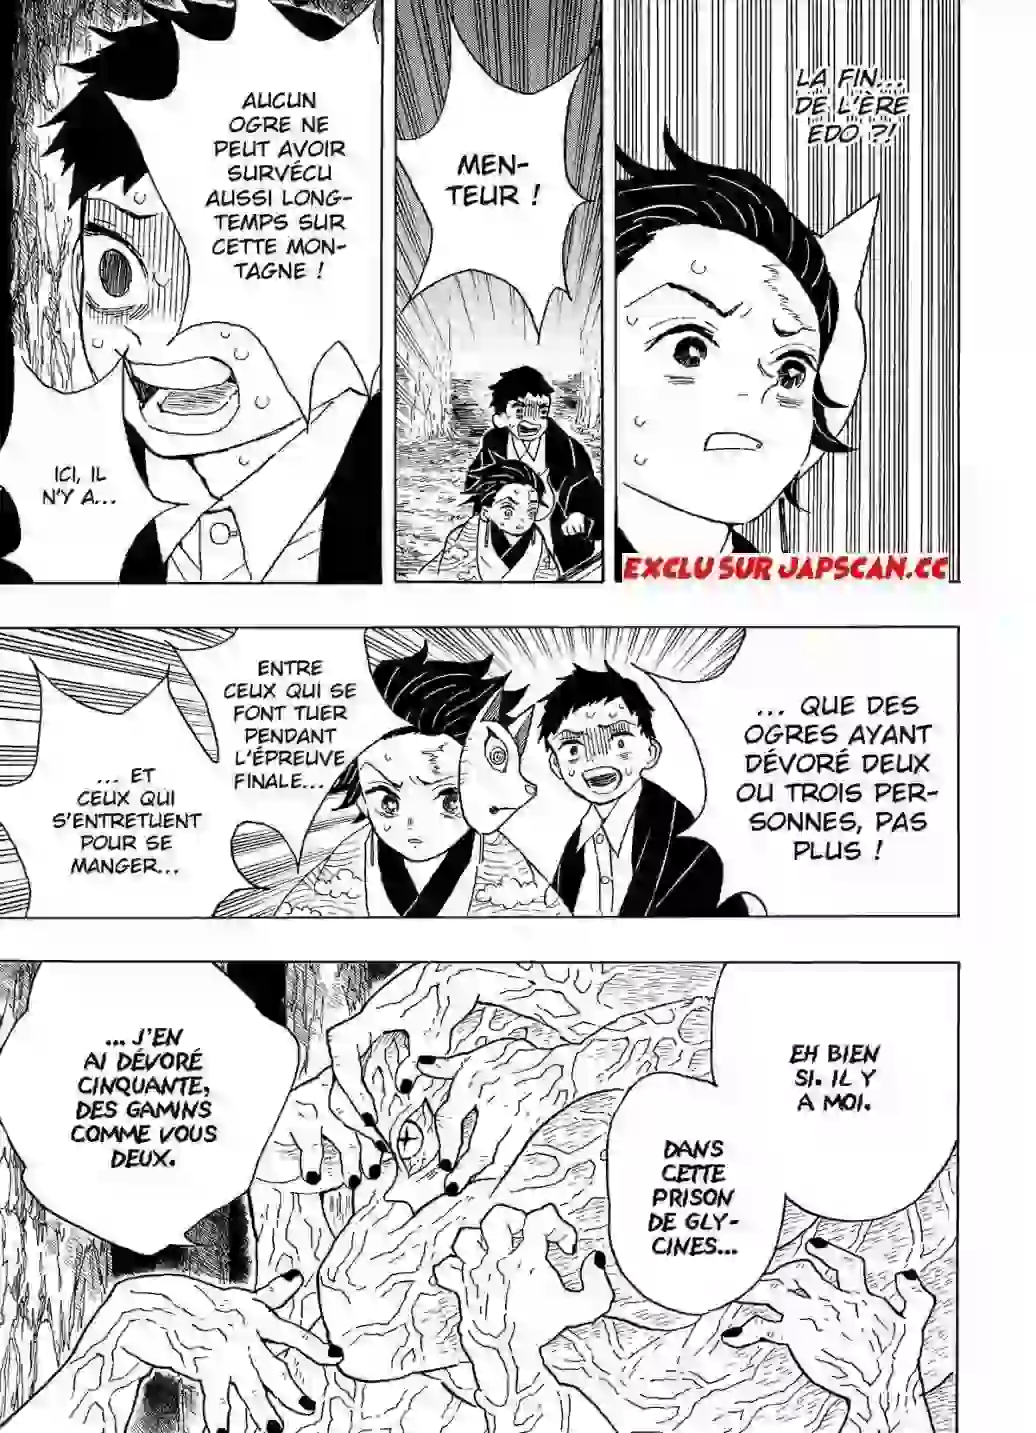 LA FIN...
DE L'ÈRE
EDO ?!
MEN-
TEUR !
AUCUN
OGRE NE
PEUT AVOIR
SURVÉCU
AUSSI LONG-
TEMPS SUR
CETTE MON-
TAGNE !
ICI, IL
N'Y A...
EXCLU SUR JAPSCAN.CC
... QUE DES
OGRES AYANT
DÉVORÉ DEUX
OU TROIS PER-
SONNES, PAS
PLUS !
ENTRE
CEUX QUI SE
FONT TUER
PENDANT
L'ÉPREUVE
FINALE...
... ET
CEUX QUI
S'ENTRETUENT
POUR SE
MANGER...
EH BIEN
SI. IL Y
A MOI.
DANS
CETTE
PRISON
DE GLY-
CINES...
... J'EN
AI DÉVORÉ
CINQUANTE,
DES GAMINS
COMME VOUS
DEUX.